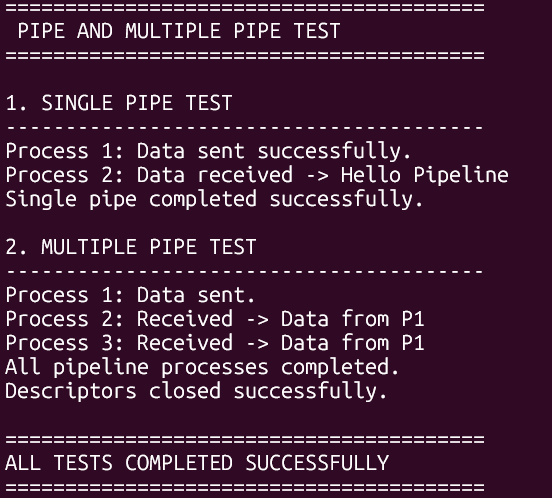 ========================================
 PIPE AND MULTIPLE PIPE TEST
========================================

1. SINGLE PIPE TEST
----------------------------------------
Process 1: Data sent successfully.
Process 2: Data received -> Hello Pipeline
Single pipe completed successfully.

2. MULTIPLE PIPE TEST
----------------------------------------
Process 1: Data sent.
Process 2: Received -> Data from P1
Process 3: Received -> Data from P1
All pipeline processes completed.
Descriptors closed successfully.

========================================
ALL TESTS COMPLETED SUCCESSFULLY
========================================